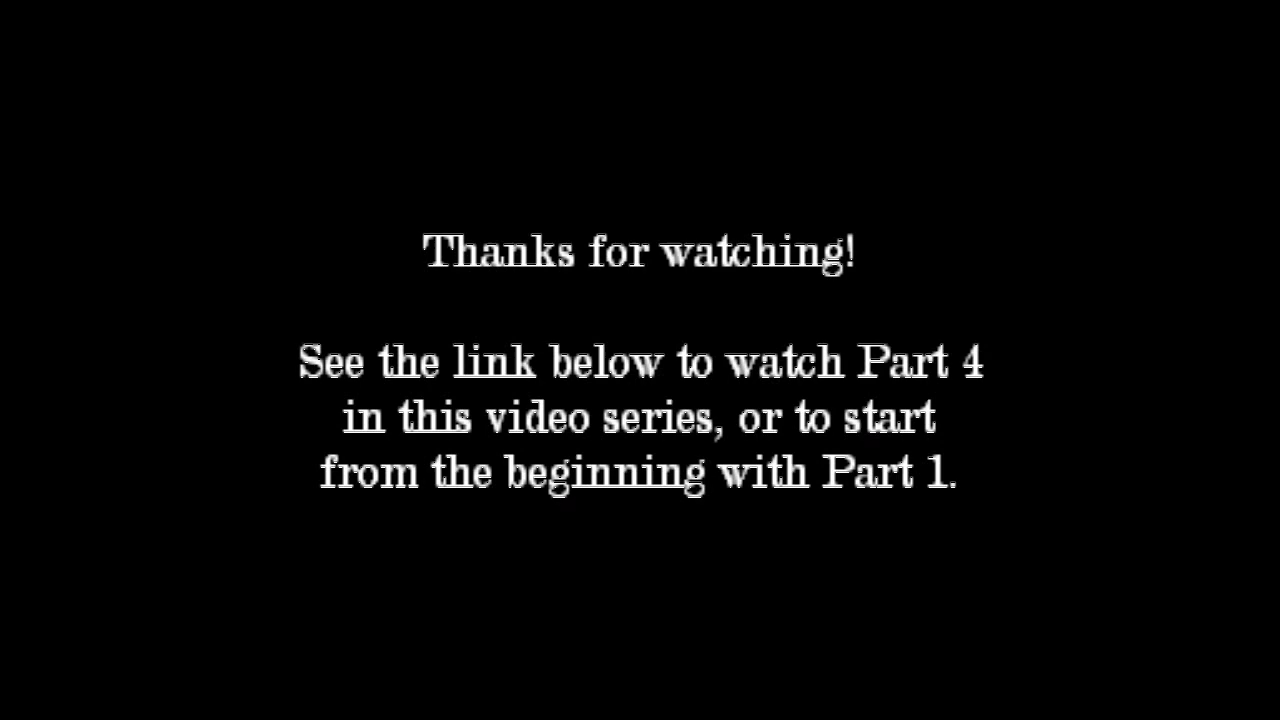 Thanks for watching!
See the link below to watch Part 4
in this video series, or to start
from the beginning with Part 1.